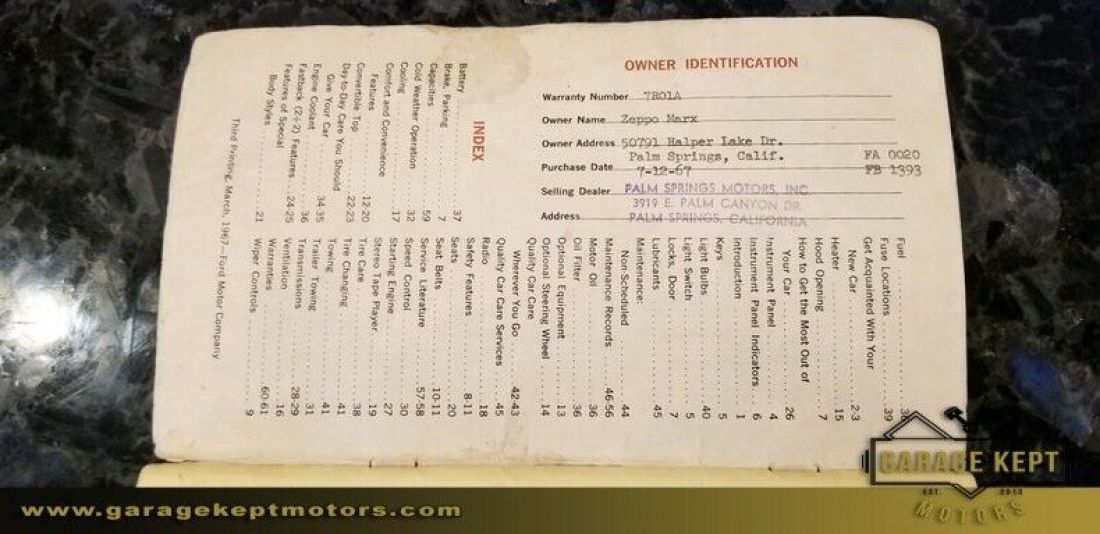 OWNER IDENTIFICATION
Warranty Number 7R01A
Owner Name Zeppo Marx
Owner Address 50791 Halper Lake Dr.
Palm Springs, Calif. FA 0020
Purchase Date 7-12-67 FB 1393
Selling Dealer PALM SPRINGS MOTORS, INC
3919 E. PALM CANYON DR.
Address PALM SPRINGS, CALIFORNIA
INDEX
Battery 37
Brake, Parking 7
Capacities 59
Cold Weather Operation 32
Cooling 17
Comfort and Convenience
Features 12-20
Convertible Top 22-23
Day-to-Day Care You Should
Give Your Car 34-35
Engine Coolant 36
Fastback (2+2) Features 24-25
Features of Special
Body Styles 21
Fuel
Fuse Locations 39
Get Acquainted With Your
New Car 2-3
Heater 15
Hood Opening 7
How to Get the Most Out of
Your Car 26
Instrument Panel 4
Instrument Panel Indicators 6
Introduction 1
Keys 5
Light Bulbs 40
Light Switch 5
Locks, Door 7
Lubricants 45
Maintenance:
Non-Scheduled 44
Maintenance Records 46-56
Motor Oil 36
Oil Filter 36
Optional Equipment 13
Optional Steering Wheel 14
Quality Car Care
Wherever You Go 42-43
Quality Car Care Services 45
Radio 18
Safety Features 8-11
Seats 20
Seat Belts 10-11
Service Literature 57-58
Speed Control 30
Starting Engine 27
Stereo Tape Player 19
Tire Care 38
Tire Changing 41
Towing 41
Trailer Towing 31
Transmissions 28-29
Ventilation 16
Warranties 60-61
Wiper Controls 9
Third Printing, March, 1967—Ford Motor Company
GARAGE KEPT
EST. 2013
MOTORS
www.garagekeptmotors.com